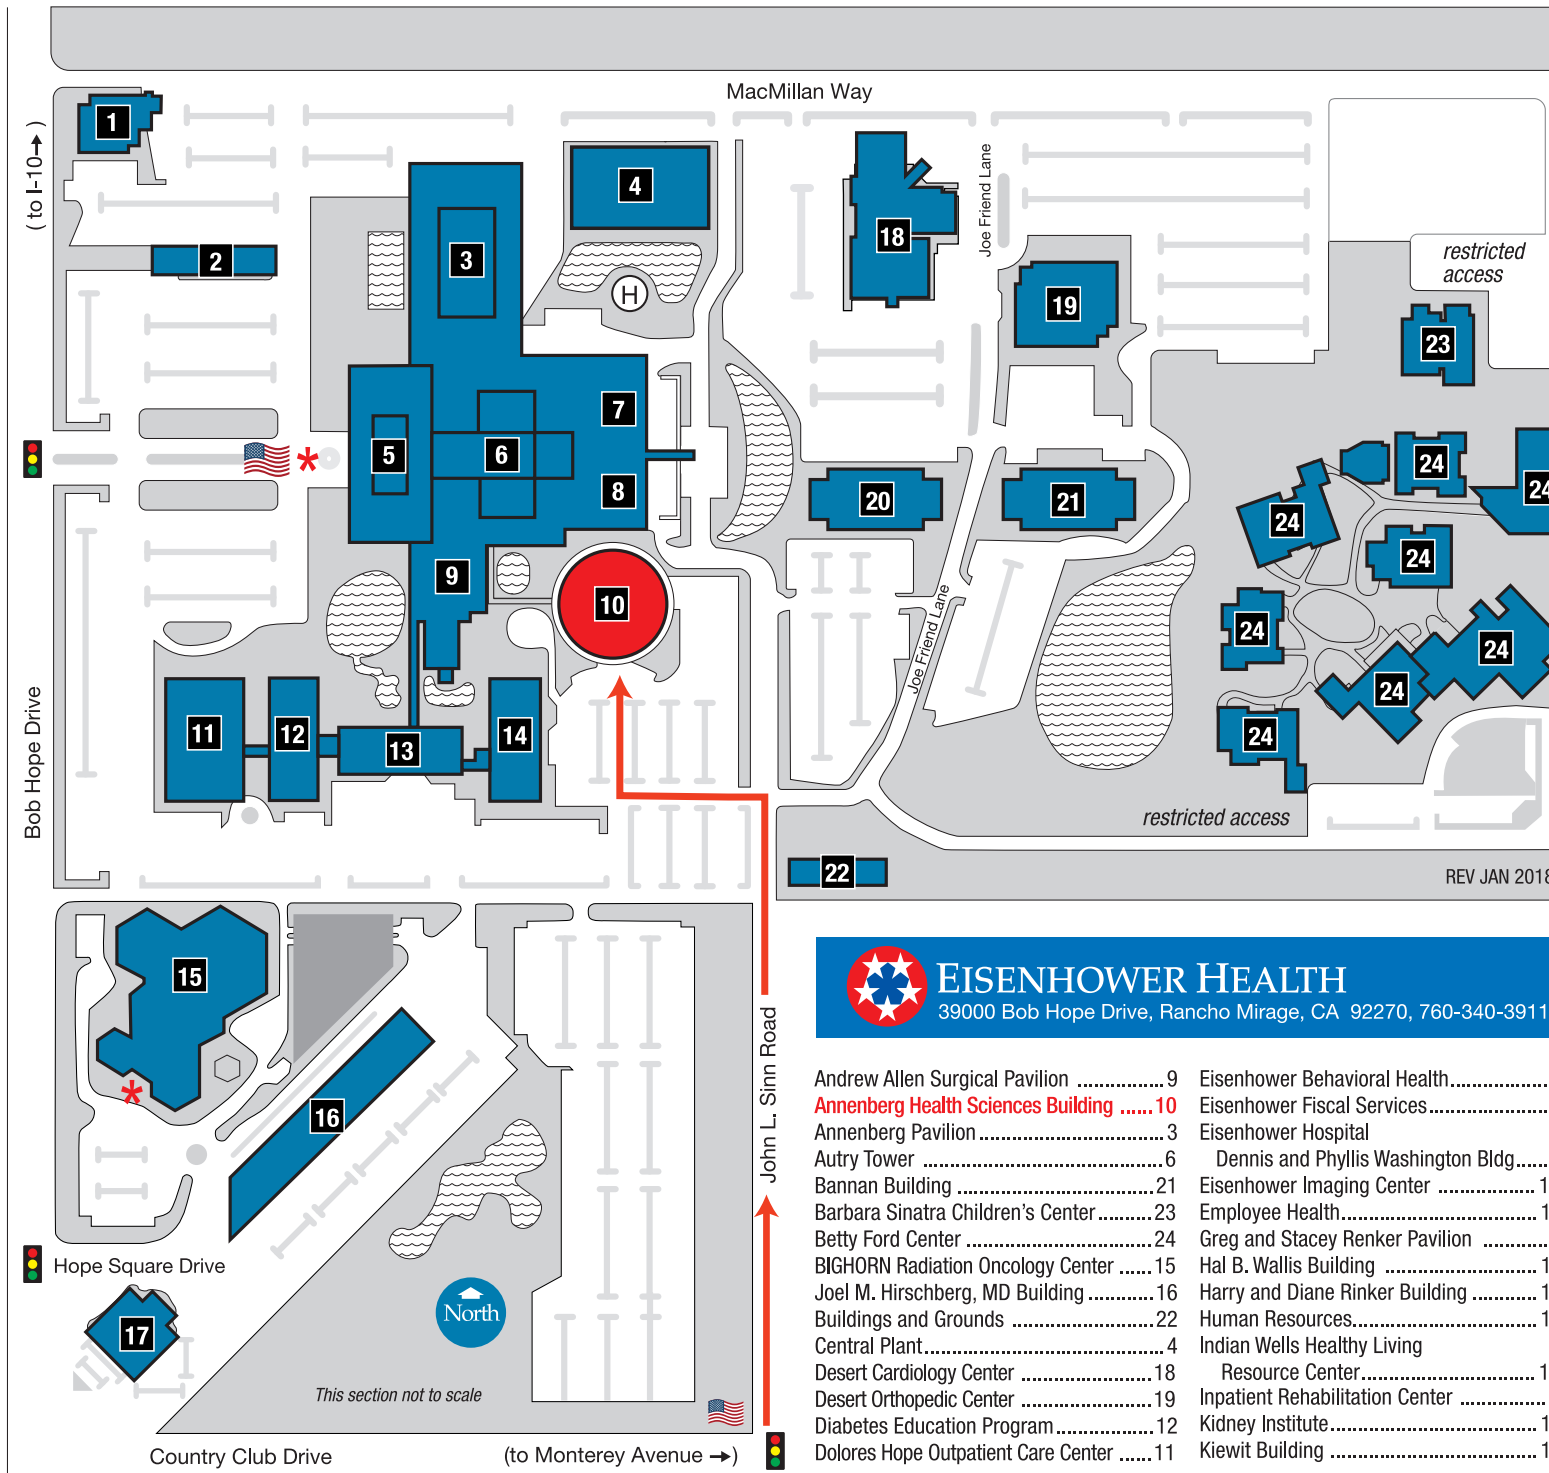 MacMillan Way
( to I-10→ )
1
2
3
4
H
18
Joe Friend Lane
19
restricted
access
23
5
6
7
8
*
20
21
24
24
24
24
24
24
24
24
9
10
Joe Friend Lane
11
12
13
14
Bob Hope Drive
restricted access
22
REV JAN 2018
15
*
16
John L. Sinn Road
Hope Square Drive
17
North
This section not to scale
Country Club Drive
(to Monterey Avenue →)
EISENHOWER HEALTH
39000 Bob Hope Drive, Rancho Mirage, CA 92270, 760-340-3911
Andrew Allen Surgical Pavilion ............ 9
Annenberg Health Sciences Building ...... 10
Annenberg Pavilion ............ 3
Autry Tower ............ 6
Bannan Building ............ 21
Barbara Sinatra Children's Center ............ 23
Betty Ford Center ............ 24
BIGHORN Radiation Oncology Center ..... 15
Joel M. Hirschberg, MD Building ............ 16
Buildings and Grounds ............ 22
Central Plant ............ 4
Desert Cardiology Center ............ 18
Desert Orthopedic Center ............ 19
Diabetes Education Program ............ 12
Dolores Hope Outpatient Care Center ..... 11
Eisenhower Behavioral Health............
Eisenhower Fiscal Services............
Eisenhower Hospital
Dennis and Phyllis Washington Bldg.....
Eisenhower Imaging Center ............ 1
Employee Health............ 1
Greg and Stacey Renker Pavilion ......
Hal B. Wallis Building ............ 1
Harry and Diane Rinker Building ............ 1
Human Resources............ 1
Indian Wells Healthy Living
Resource Center............ 1
Inpatient Rehabilitation Center .........
Kidney Institute............ 1
Kiewit Building ............ 1